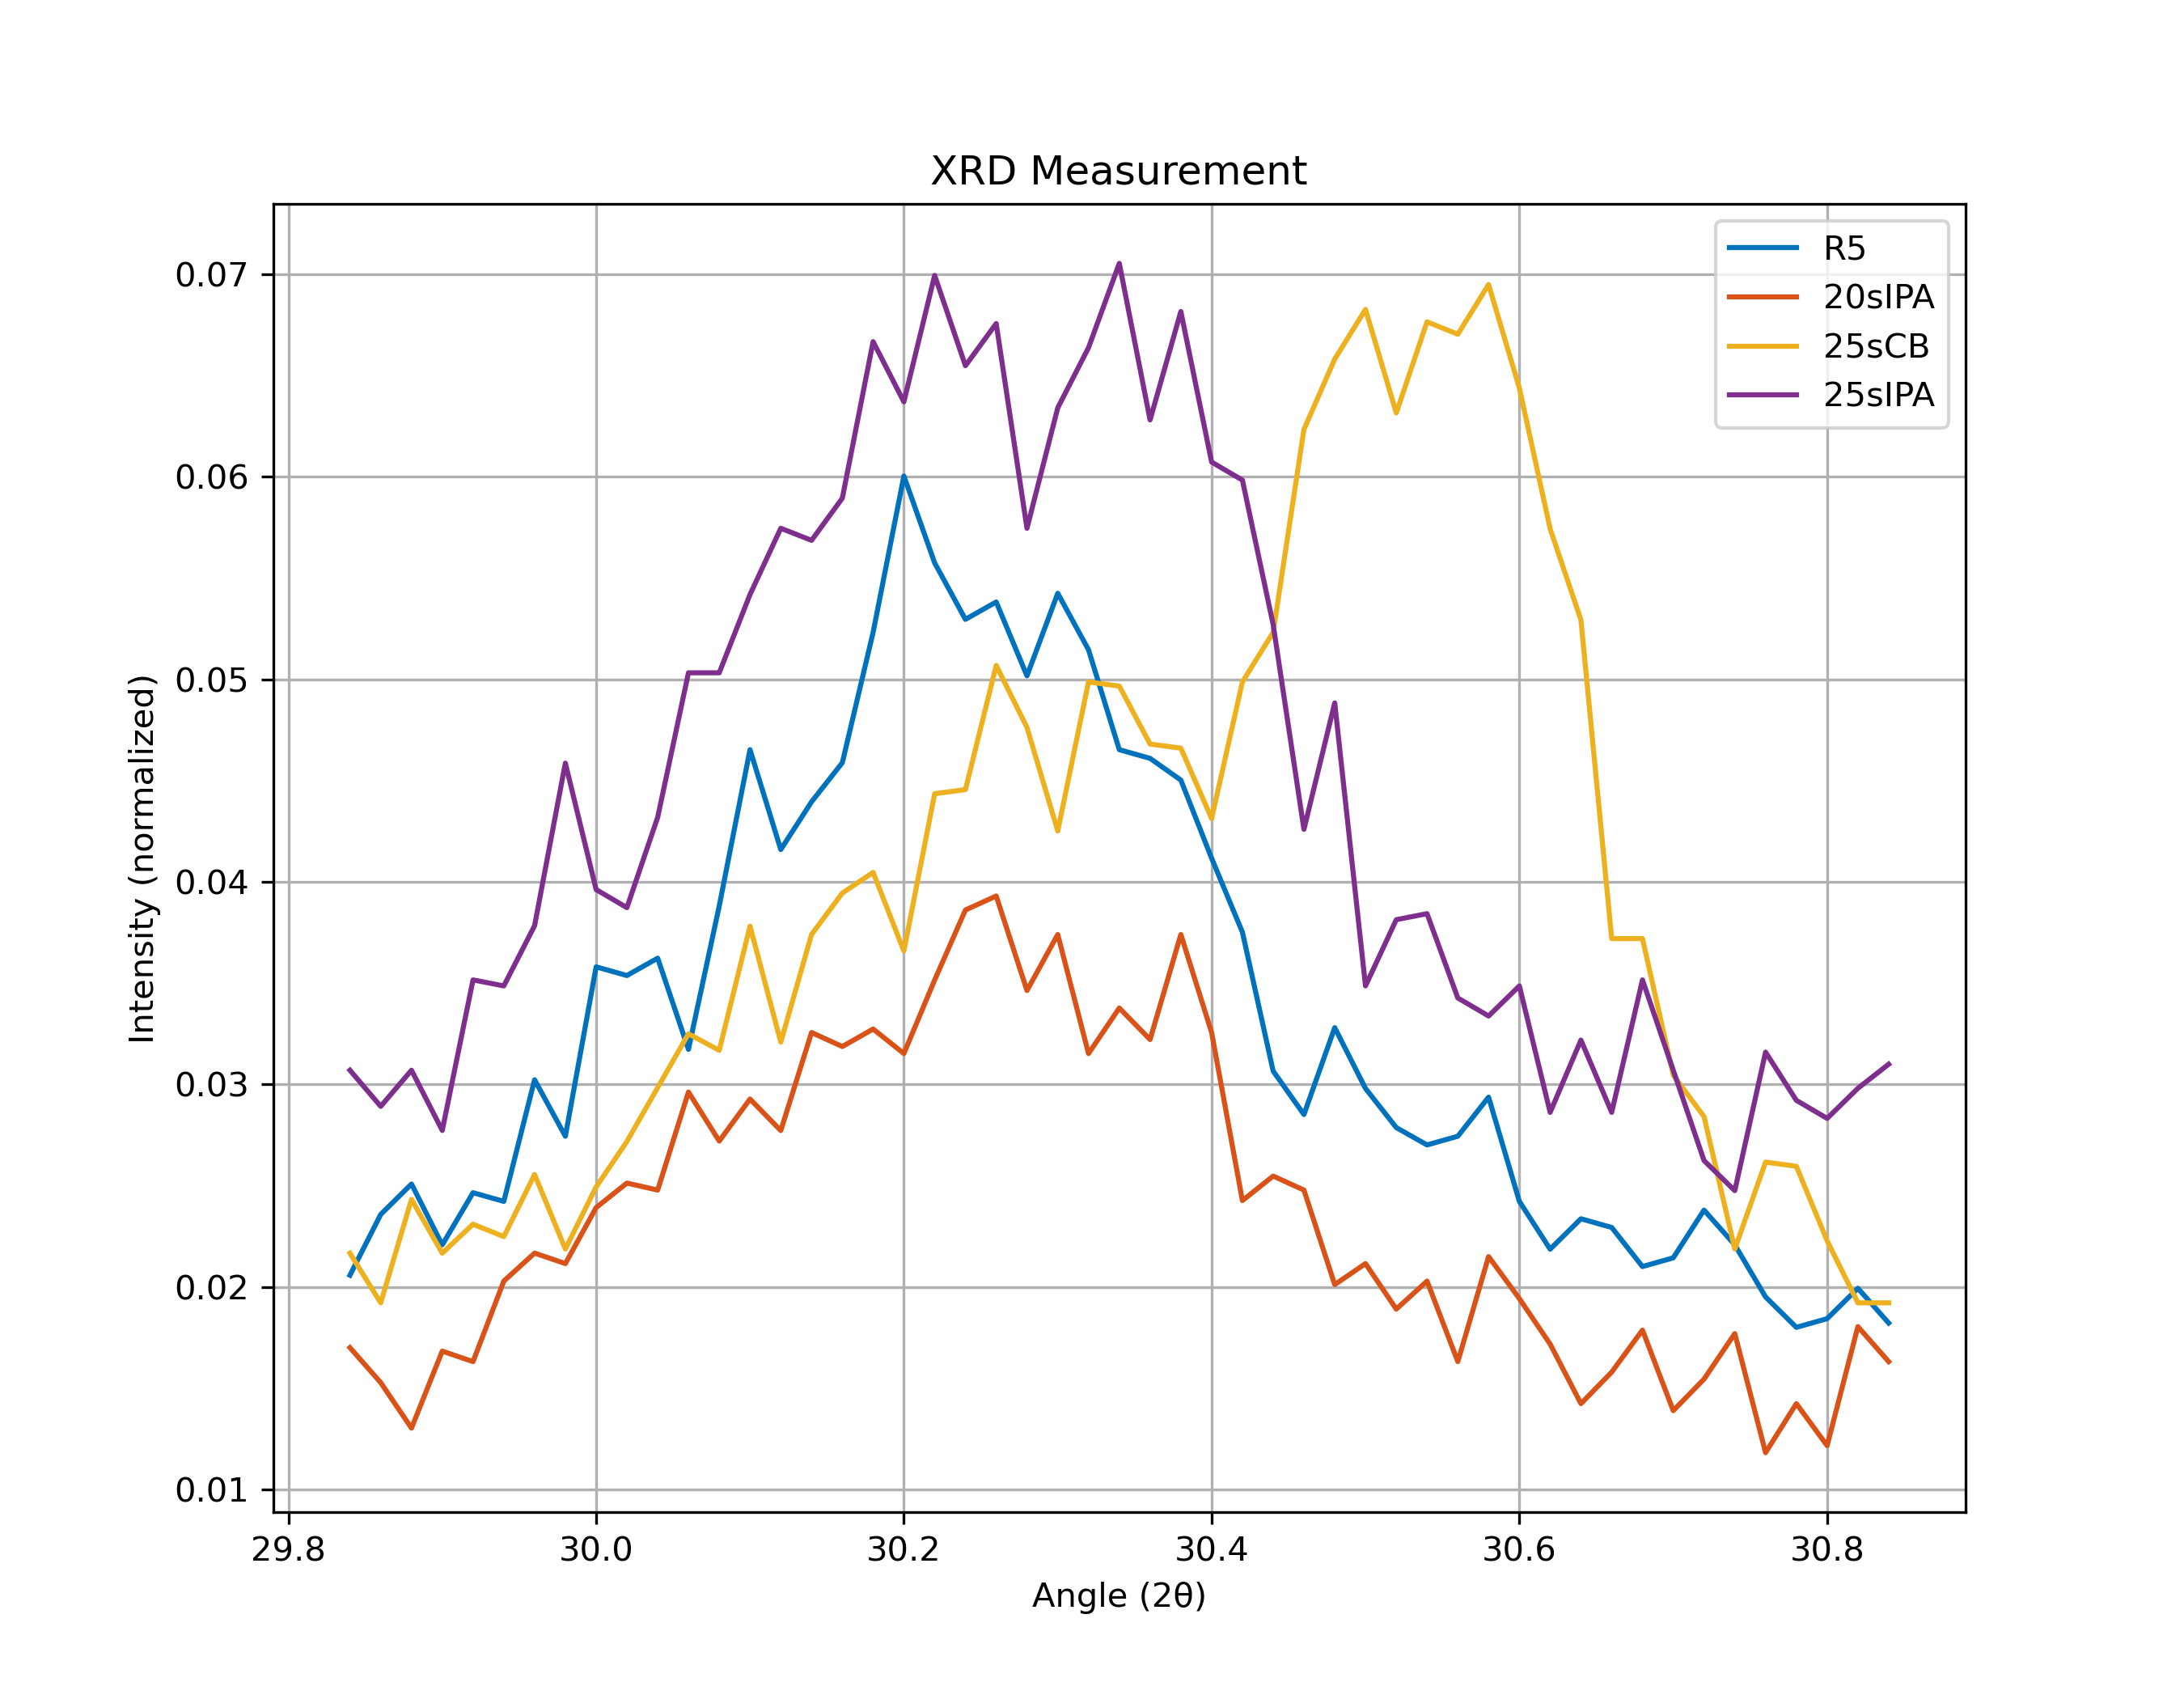 XRD Measurement
R5
20sIPA
25sCB
25sIPA
Intensity (normalized)
0.07
0.06
0.05
0.04
0.03
0.02
0.01
29.8 30.0 30.2 30.4 30.6 30.8
Angle (2θ)